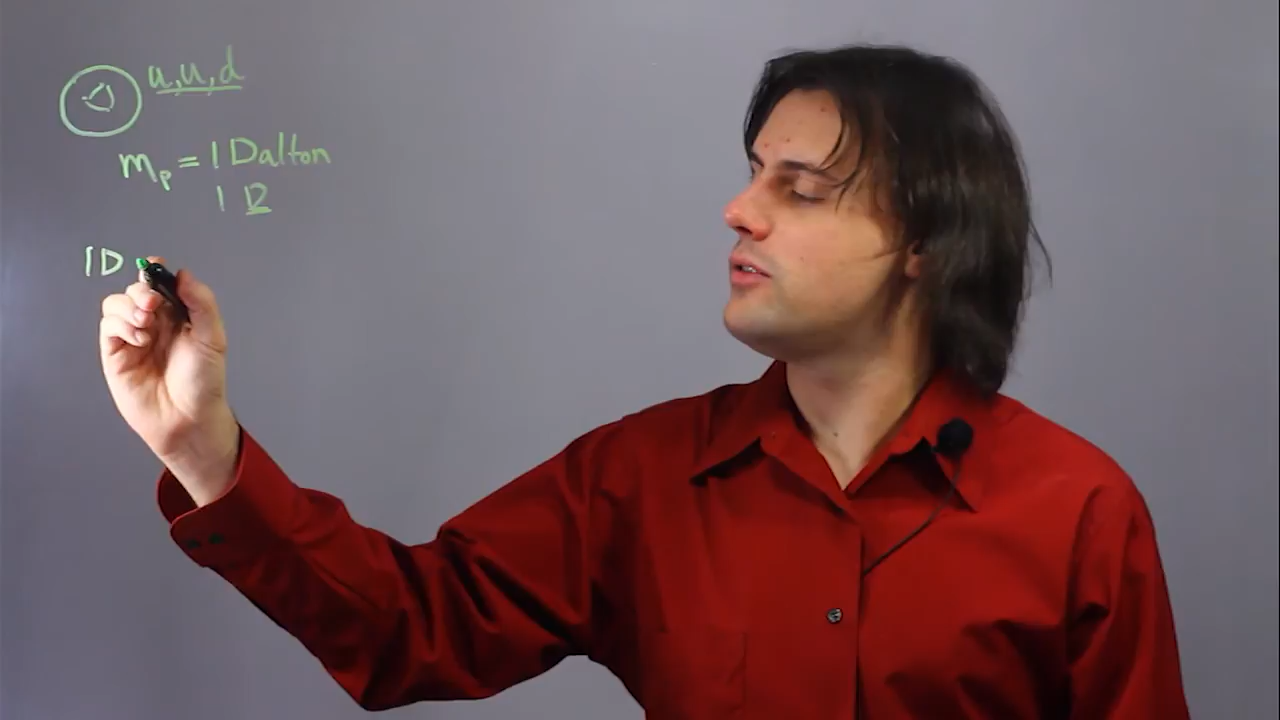 u,u,d
mp = 1 Dalton
1 D
1D